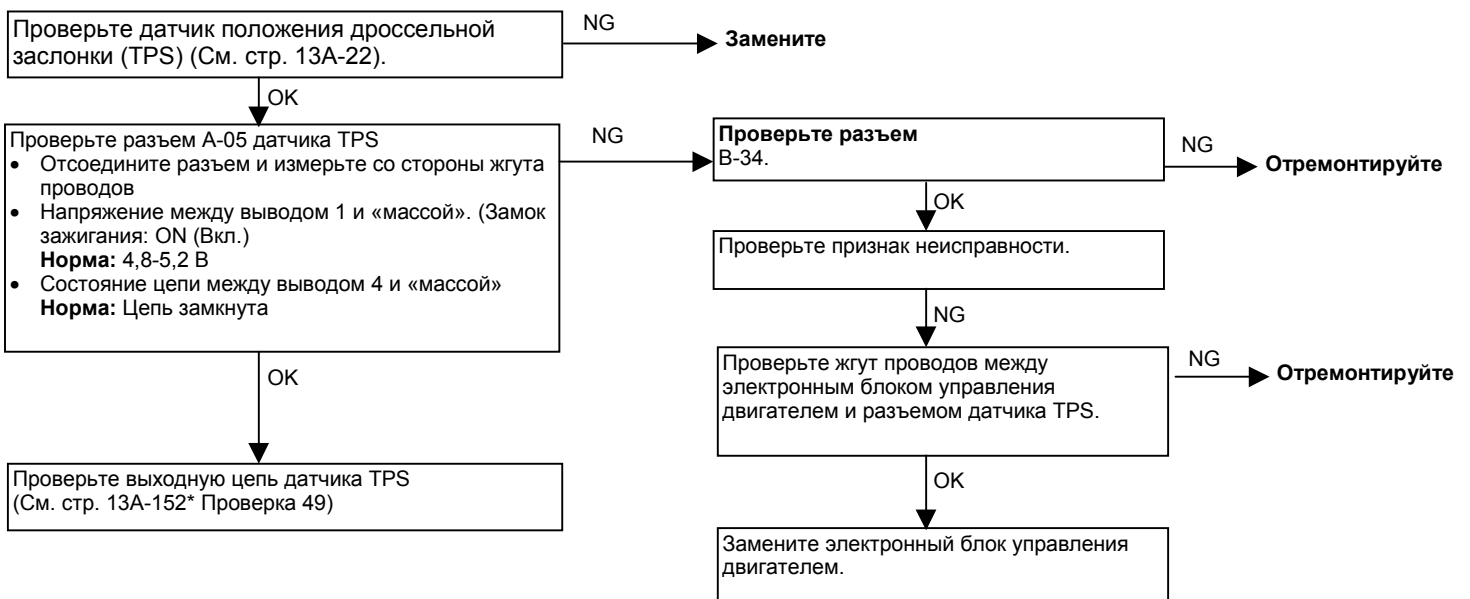 Проверьте датчик положения дроссельной
заслонки (TPS) (См. стр. 13A-22).
NG
Замените
OK
Проверьте разъем A-05 датчика TPS
• Отсоедините разъем и измерьте со стороны жгута
проводов
• Напряжение между выводом 1 и «массой». (Замок
зажигания: ON (Вкл.)
Норма: 4,8-5,2 В
• Состояние цепи между выводом 4 и «массой»
Норма: Цепь замкнута
NG
Проверьте разъем
B-34.
NG
Отремонтируйте
OK
Проверьте признак неисправности.
NG
Проверьте жгут проводов между
электронным блоком управления
двигателем и разъемом датчика TPS.
NG
Отремонтируйте
OK
Проверьте выходную цепь датчика TPS
(См. стр. 13A-152* Проверка 49)
OK
Замените электронный блок управления
двигателем.